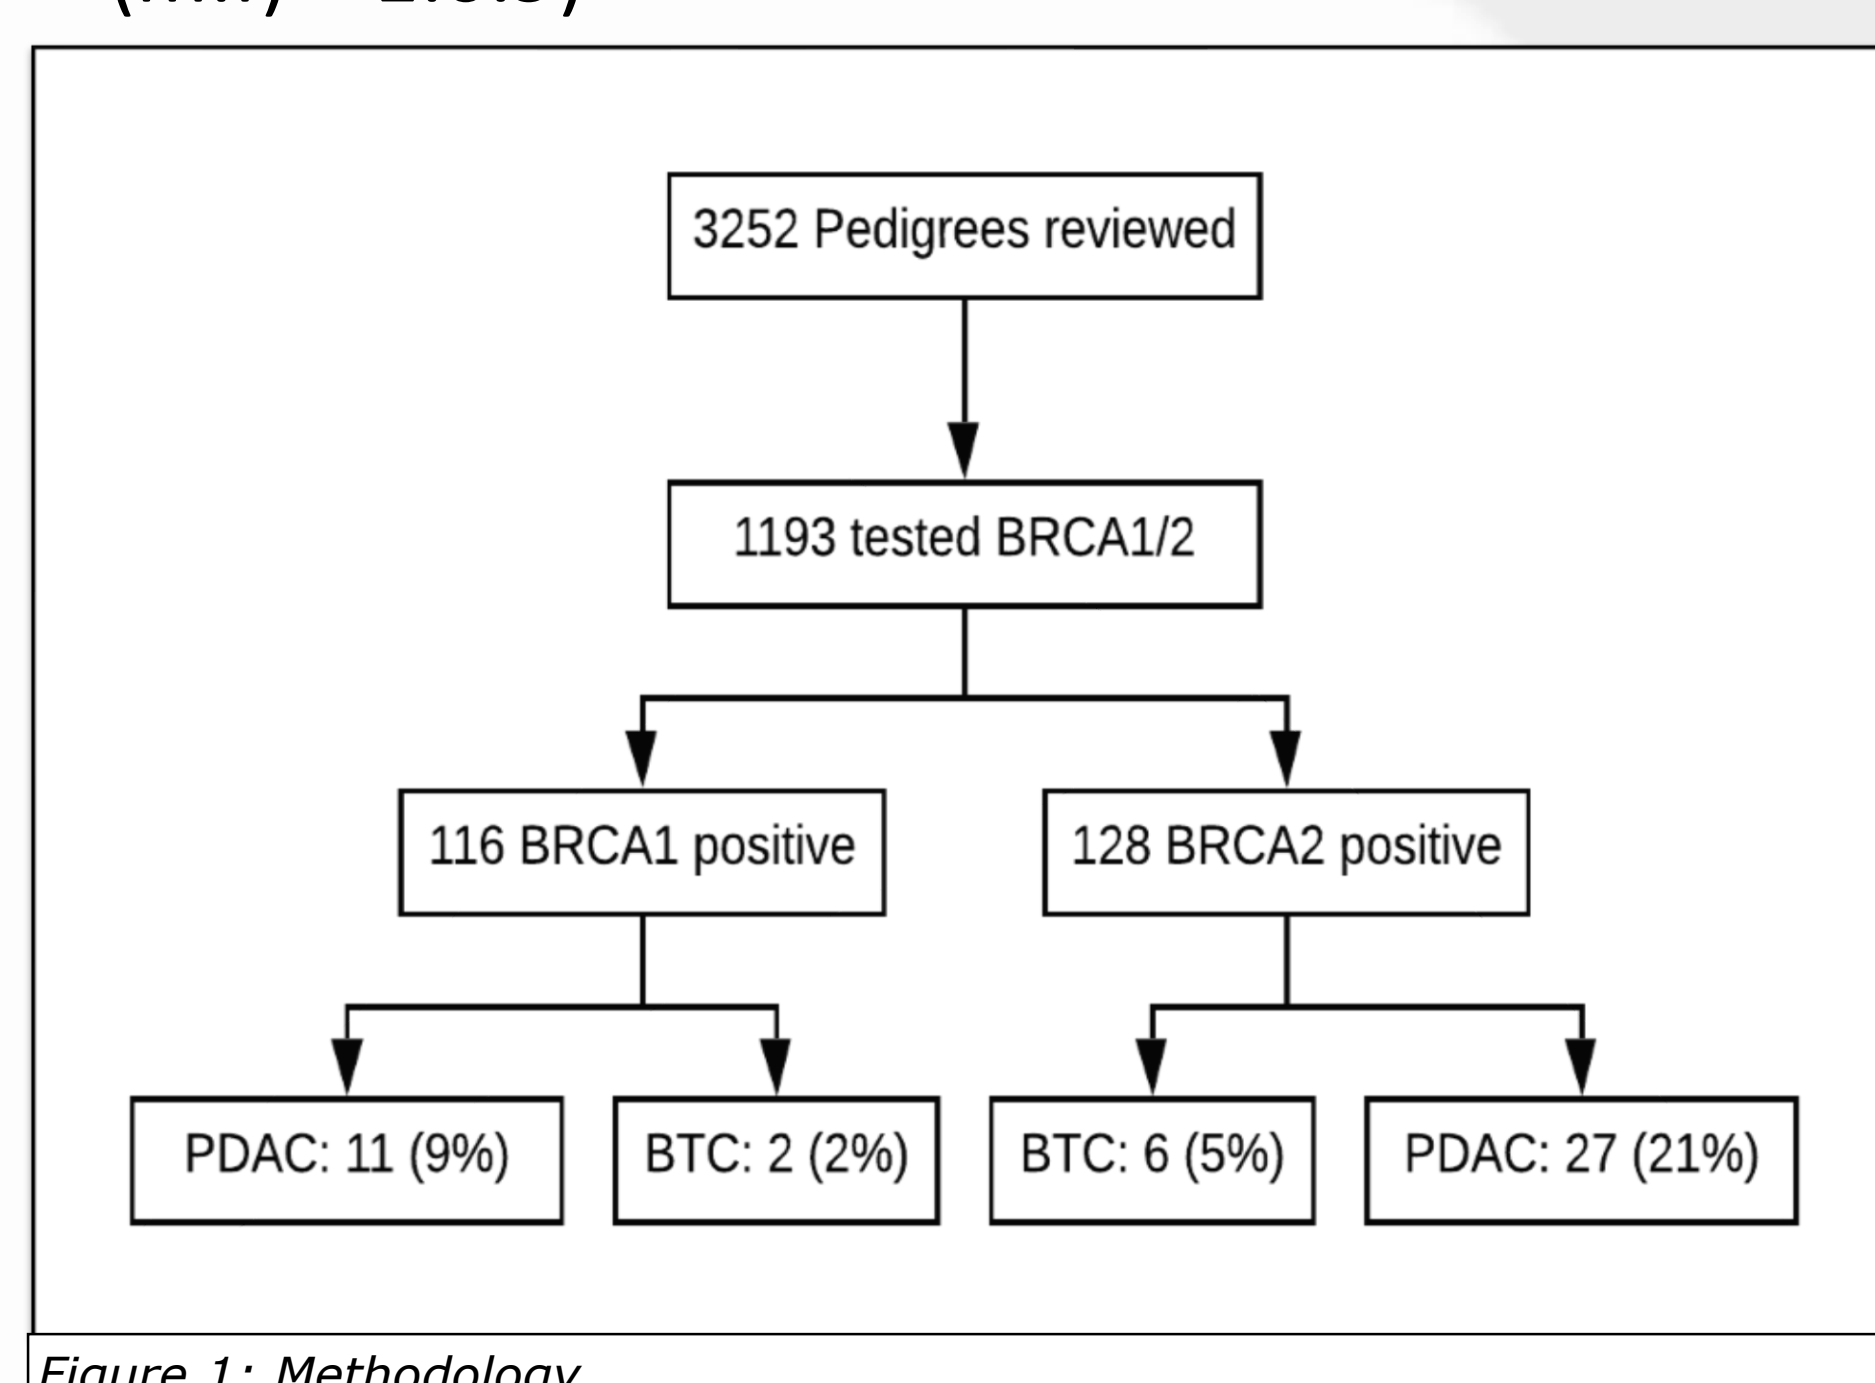 3252 Pedigrees reviewed
1193 tested BRCA1/2
116 BRCA1 positive
128 BRCA2 positive
PDAC: 11 (9%)
BTC: 2 (2%)
BTC: 6 (5%)
PDAC: 27 (21%)
Figure 1: Methodology